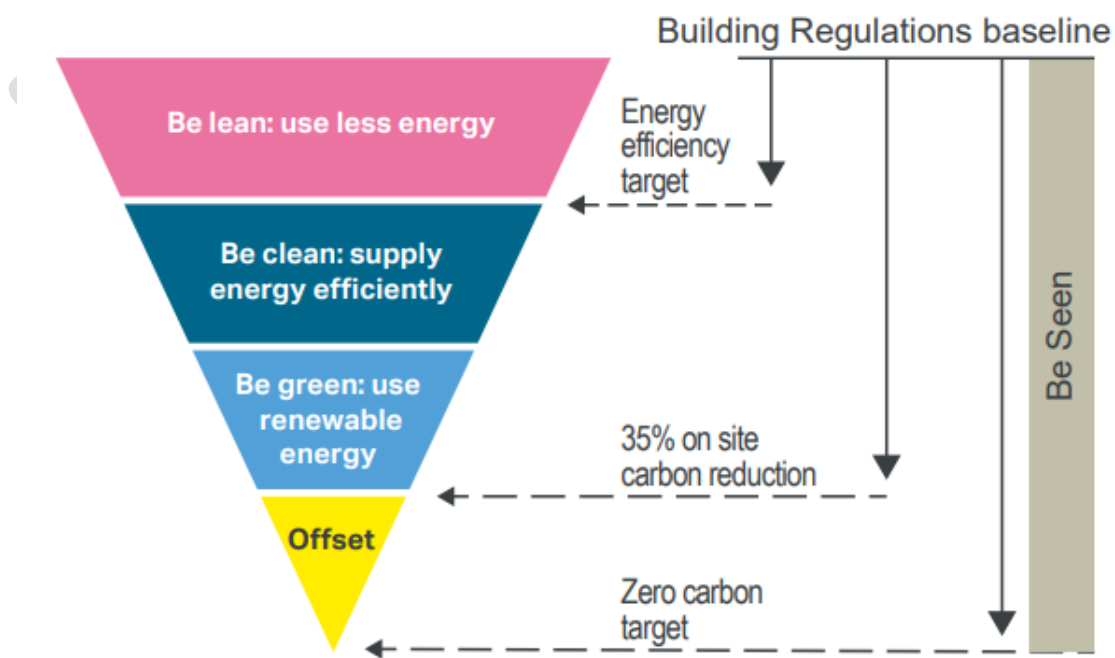 Building Regulations baseline
Be lean: use less energy
Energy
efficiency
target
Be clean: supply
energy efficiently
Be green: use
renewable
energy
35% on site
carbon reduction
Offset
Zero carbon
target
Be Seen